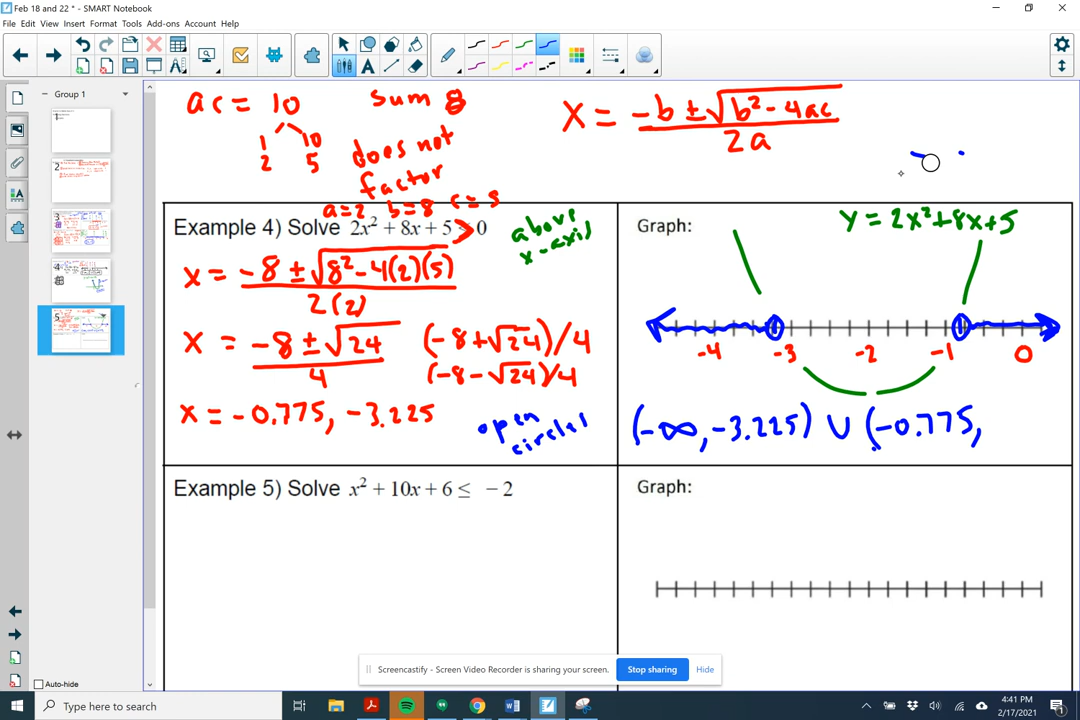 Feb 18 and 22 * - SMART Notebook
File Edit View Insert Format Tools Add-ons Account Help
Group 1
2
3
4
5
Auto-hide
ac = 10 sum 8
1 10
2 5
does not
factor
x = -b ± √b² - 4ac
2a
a=2 b=8 c=5
Example 4) Solve 2x² + 8x + 5 > 0
above
x-axis
x = -8 ± √8² - 4(2)(5)
2(2)
x = -8 ± √24
4
(-8+√24)/4
(-8-√24)/4
x = -0.775, -3.225
open
circles
Graph:
y = 2x²+8x+5
-4 -3 -2 -1 0
(-∞, -3.225) ∪ (-0.775,
Example 5) Solve x² + 10x + 6 ≤ -2
Graph:
Screencastify - Screen Video Recorder is sharing your screen.
Stop sharing
Hide
Type here to search
4:41 PM
2/17/2021